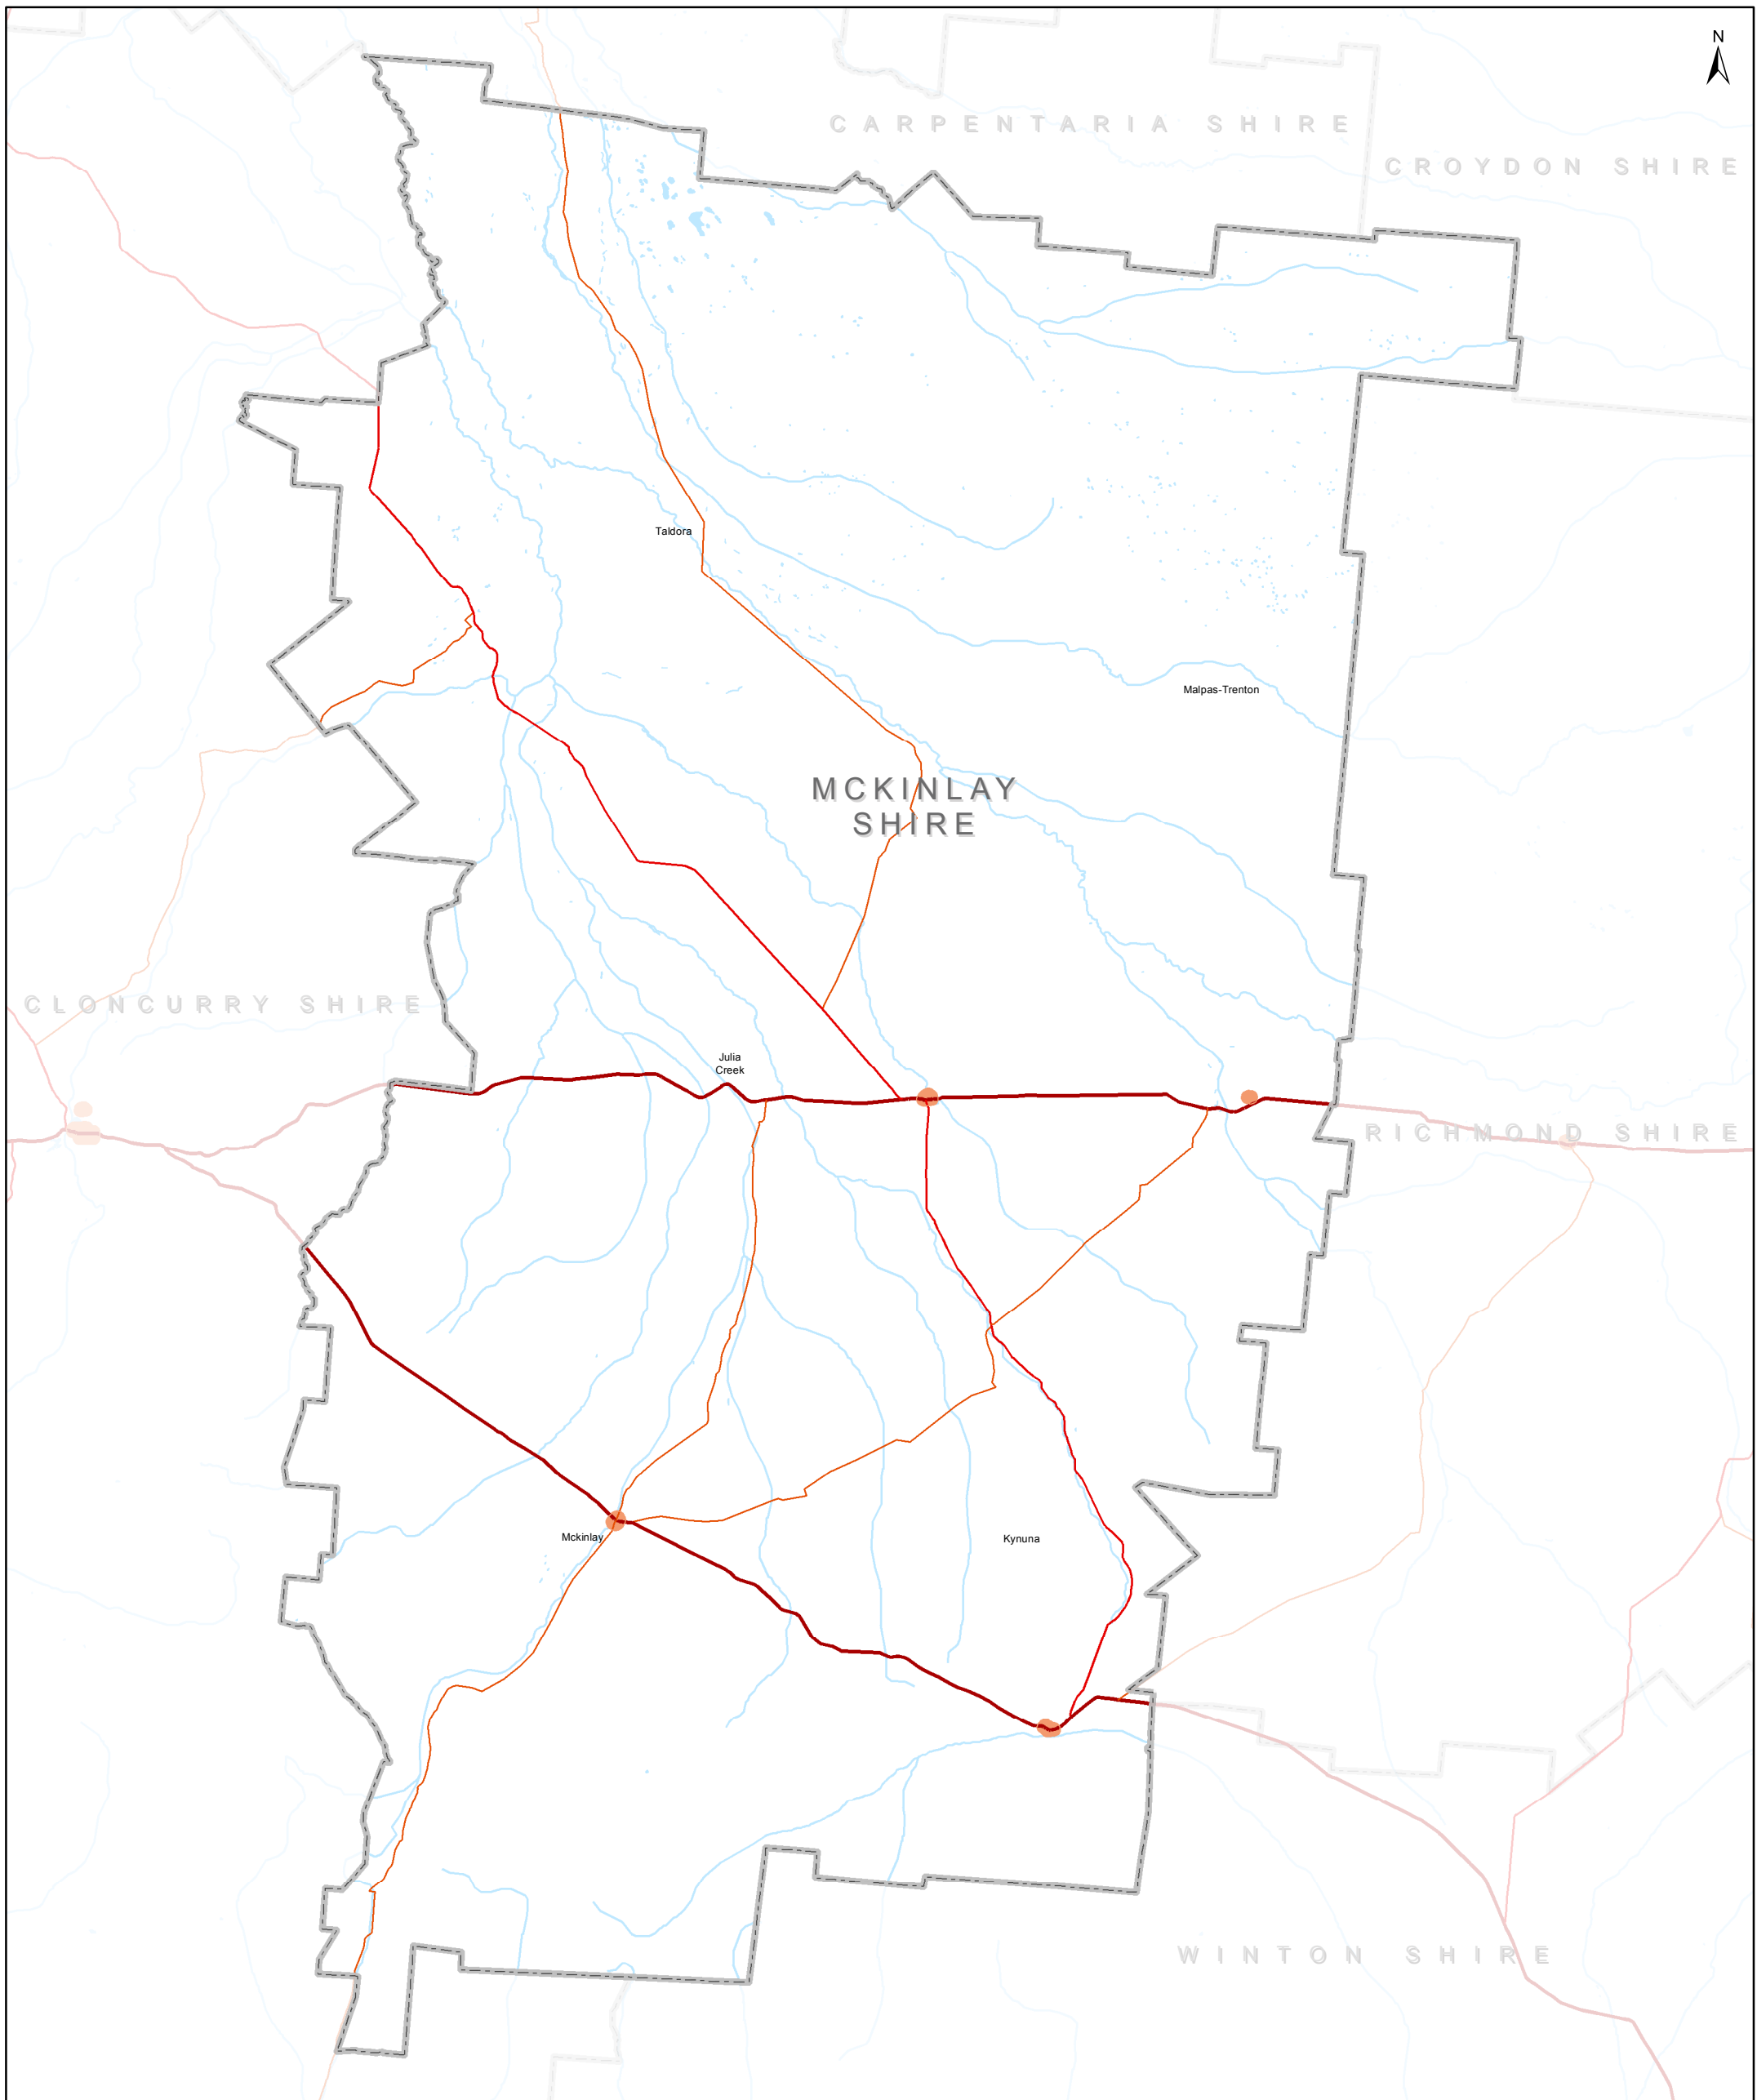 N
CARPENTARIA SHIRE
CROYDON SHIRE
Taldora
Malpas-Trenton
MCKINLAY
SHIRE
CLONCURRY SHIRE
Julia
Creek
RICHMOND SHIRE
Mckinlay
Kynuna
WINTON SHIRE